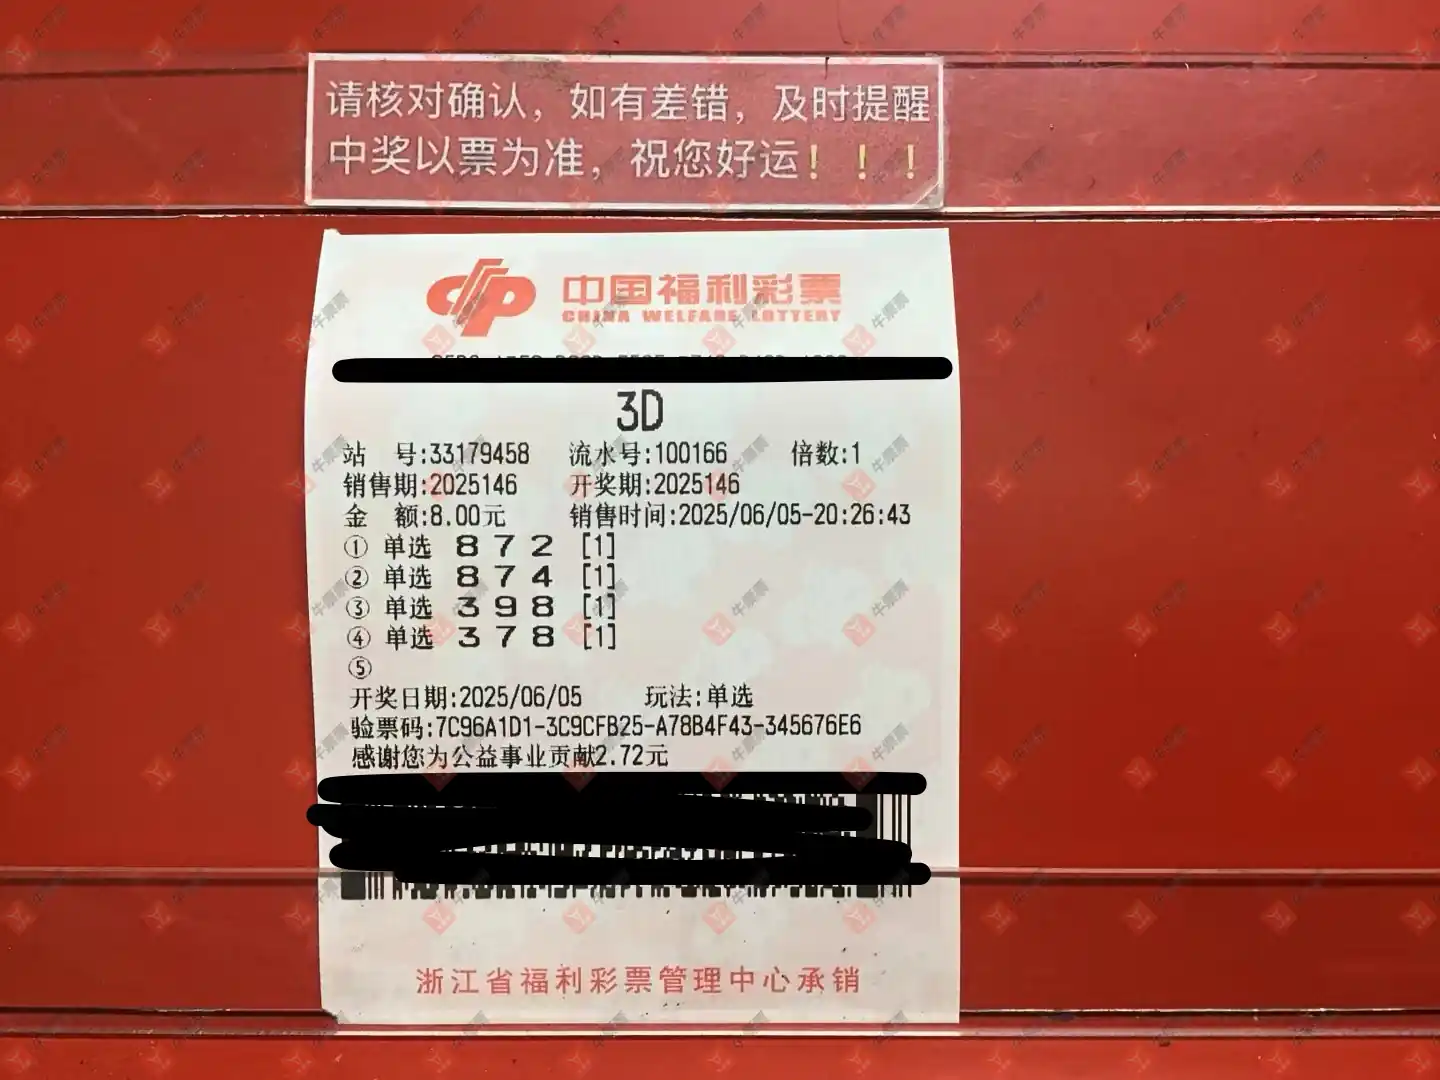 请核对确认，如有差错，及时提醒
中奖以票为准，祝您好运！！！
中国福利彩票
CHINA WELFARE LOTTERY
3D
站 号:33179458 流水号:100166 倍数:1
销售期:2025146 开奖期:2025146
金 额:8.00元 销售时间:2025/06/05-20:26:43
① 单选 8 7 2 [1]
② 单选 8 7 4 [1]
③ 单选 3 9 8 [1]
④ 单选 3 7 8 [1]
⑤
开奖日期:2025/06/05 玩法:单选
验票码:7C96A1D1-3C9CFB25-A78B4F43-345676E6
感谢您为公益事业贡献2.72元
浙江省福利彩票管理中心承销